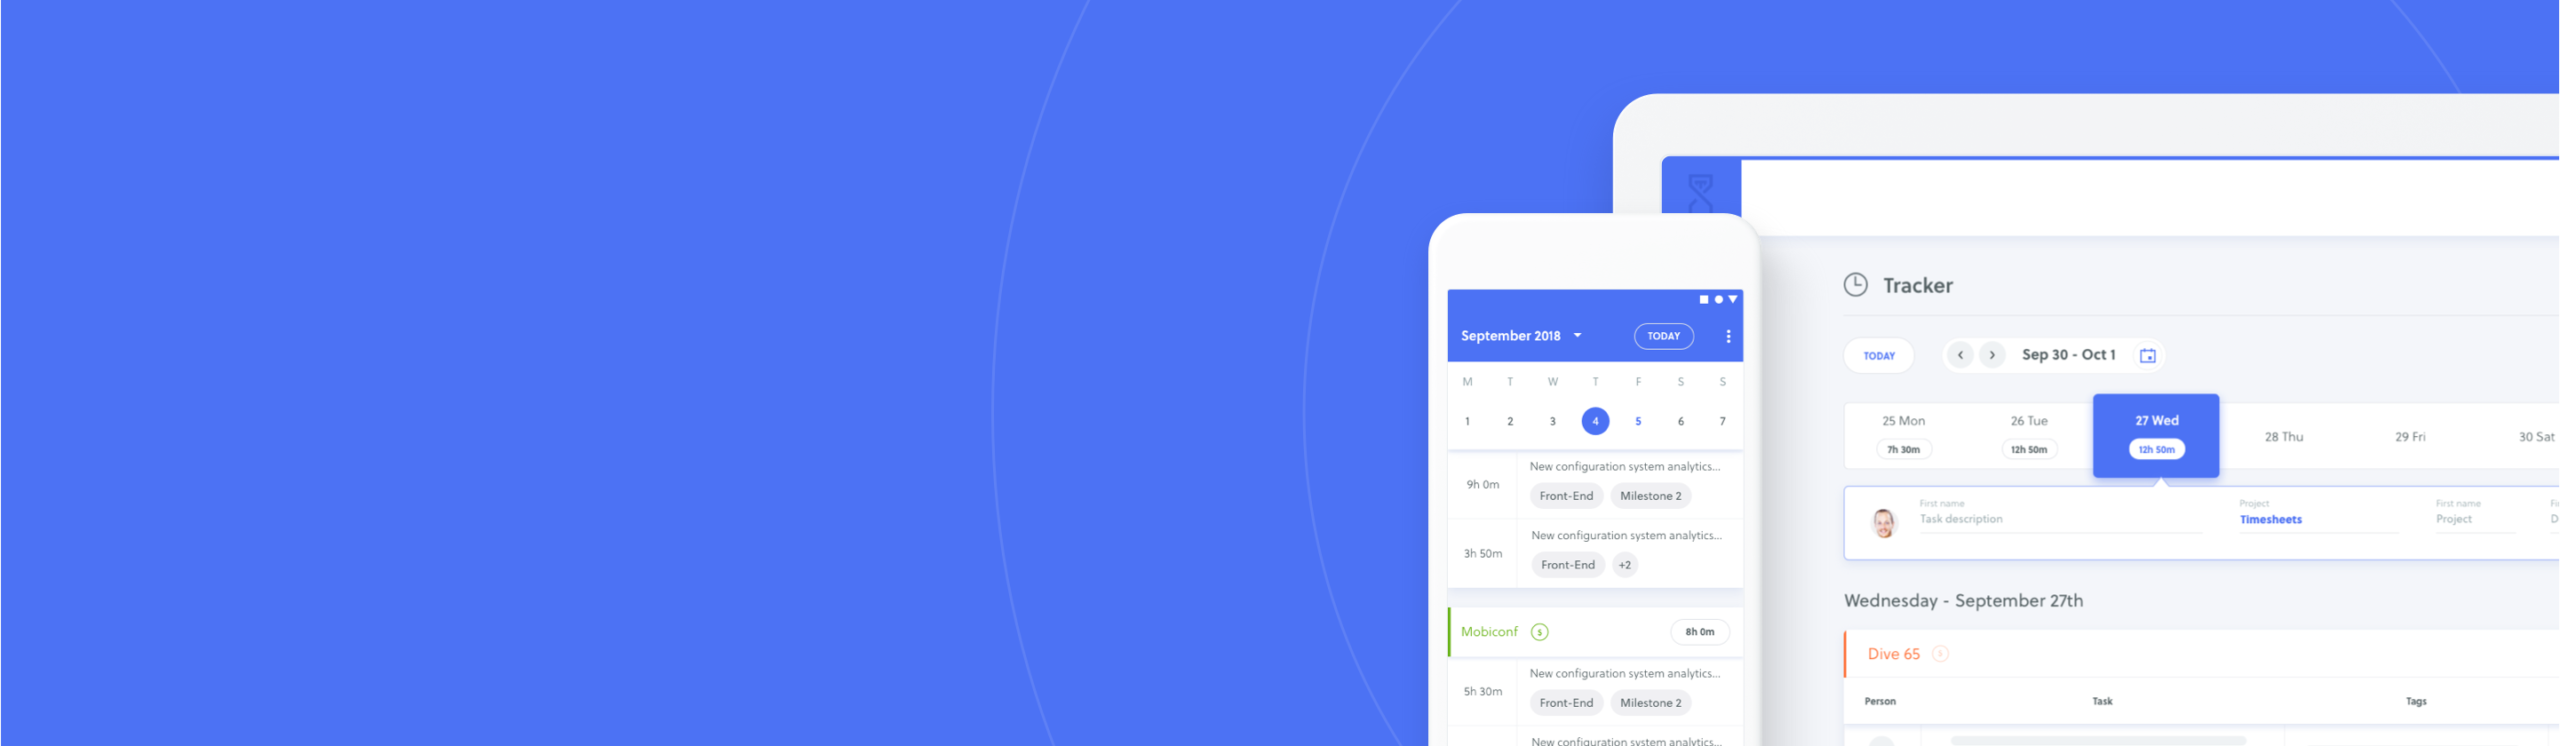 September 2018
TODAY
M T W T F S S
1 2 3 4 5 6 7
9h 0m
New configuration system analytics...
Front-End
Milestone 2
3h 50m
New configuration system analytics...
Front-End
+2
Mobiconf
$
8h 0m
5h 30m
New configuration system analytics...
Front-End
Milestone 2
New configuration system analytics...
Tracker
TODAY
Sep 30 - Oct 1
25 Mon
7h 30m
26 Tue
12h 50m
27 Wed
12h 50m
28 Thu
29 Fri
30 Sat
First name
Task description
Project
Timesheets
First name
Project
Wednesday - September 27th
Dive 65
$
Person
Task
Tags